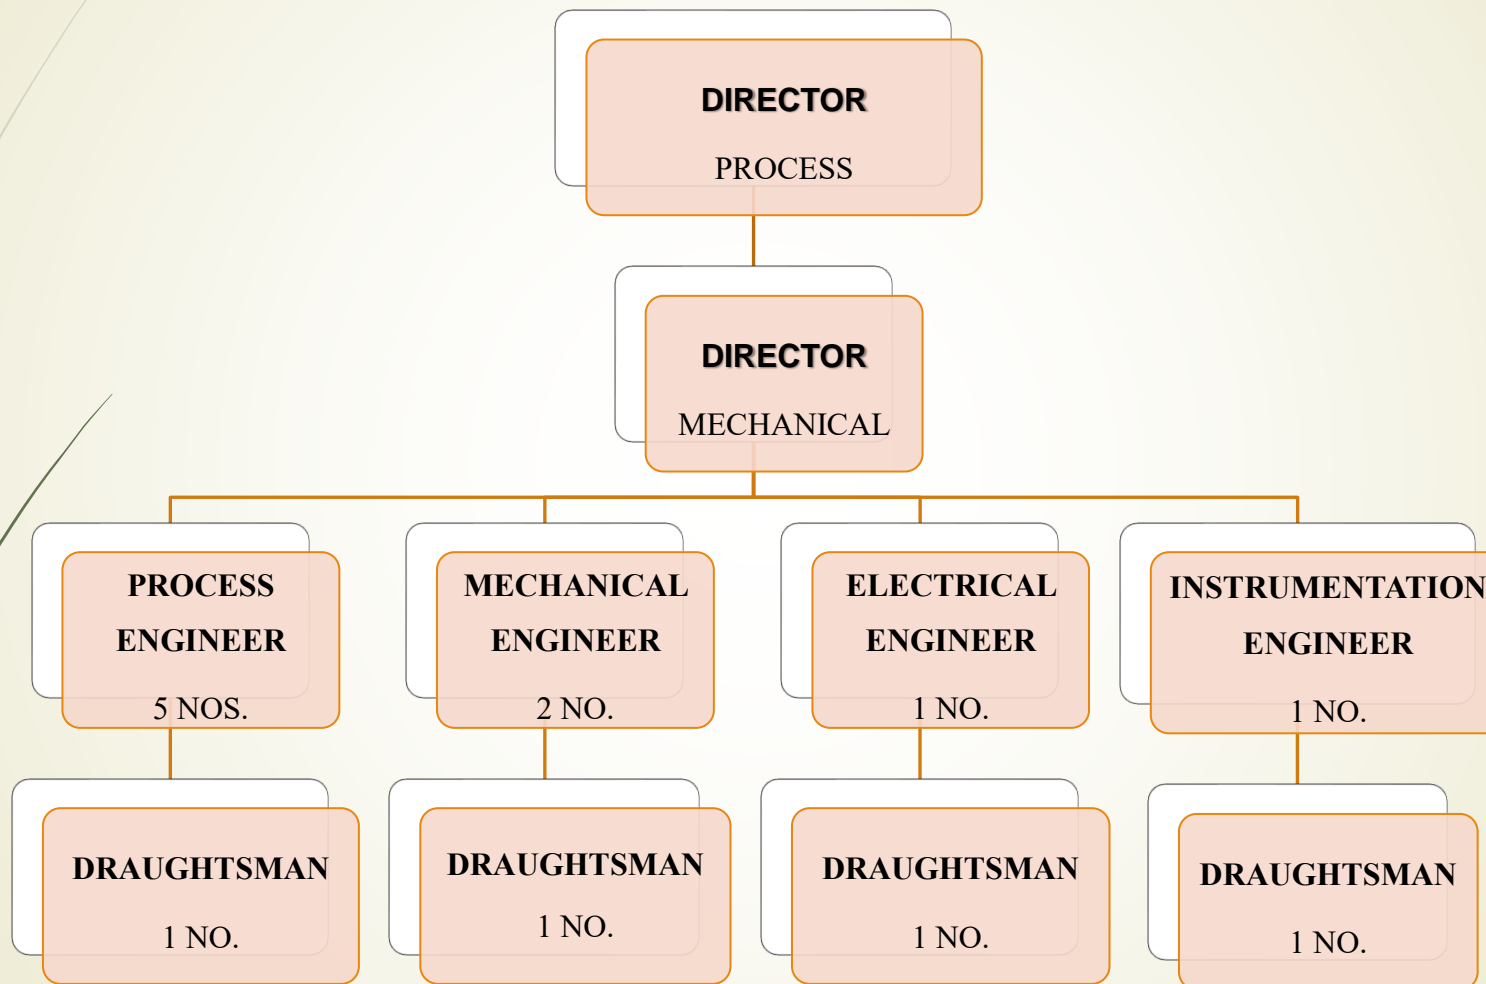 DIRECTOR
PROCESS
DIRECTOR
MECHANICAL
PROCESS
ENGINEER
5 NOS.
MECHANICAL
ENGINEER
2 NO.
ELECTRICAL
ENGINEER
1 NO.
INSTRUMENTATION
ENGINEER
1 NO.
DRAUGHTSMAN
1 NO.
DRAUGHTSMAN
1 NO.
DRAUGHTSMAN
1 NO.
DRAUGHTSMAN
1 NO.